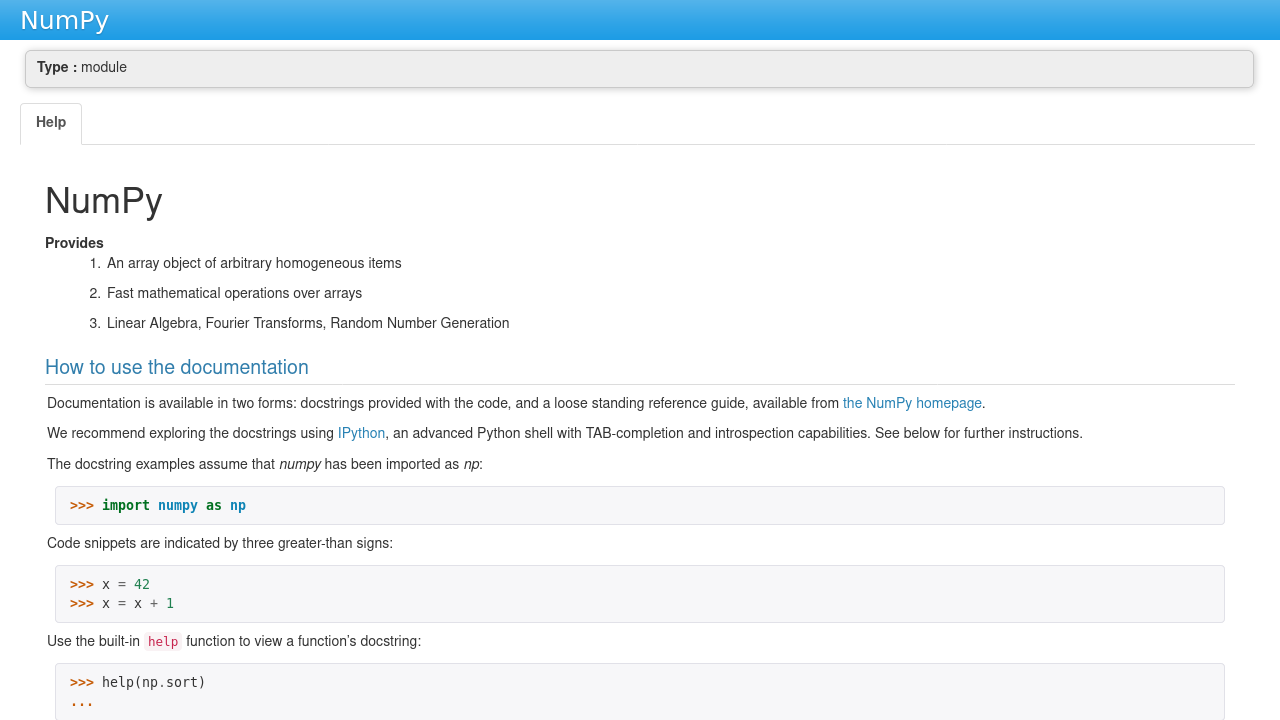 NumPy
Type : module
Help
NumPy
Provides
1. An array object of arbitrary homogeneous items
2. Fast mathematical operations over arrays
3. Linear Algebra, Fourier Transforms, Random Number Generation
How to use the documentation
Documentation is available in two forms: docstrings provided with the code, and a loose standing reference guide, available from the NumPy homepage.
We recommend exploring the docstrings using IPython, an advanced Python shell with TAB-completion and introspection capabilities. See below for further instructions.
The docstring examples assume that numpy has been imported as np:
>>> import numpy as np
Code snippets are indicated by three greater-than signs:
>>> x = 42
>>> x = x + 1
Use the built-in help function to view a function’s docstring:
>>> help(np.sort)
...